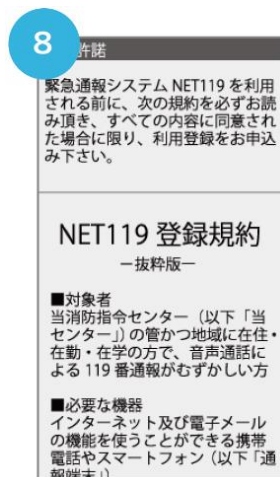 8
許諾
緊急通報システム NET119 を利用
される前に、次の規約を必ずお読
み頂き、すべての内容に同意され
た場合に限り、利用登録をお申込
み下さい。
NET119 登録規約
－抜粋版－
■対象者
当消防指令センター（以下「当
センター」）の管かつ地域に在住・
在勤・在学の方で、音声通話に
よる 119 番通報がむずかしい方
■必要な機器
インターネット及び電子メール
の機能を使うことができる携帯
電話やスマートフォン（以下「通
報端末」）